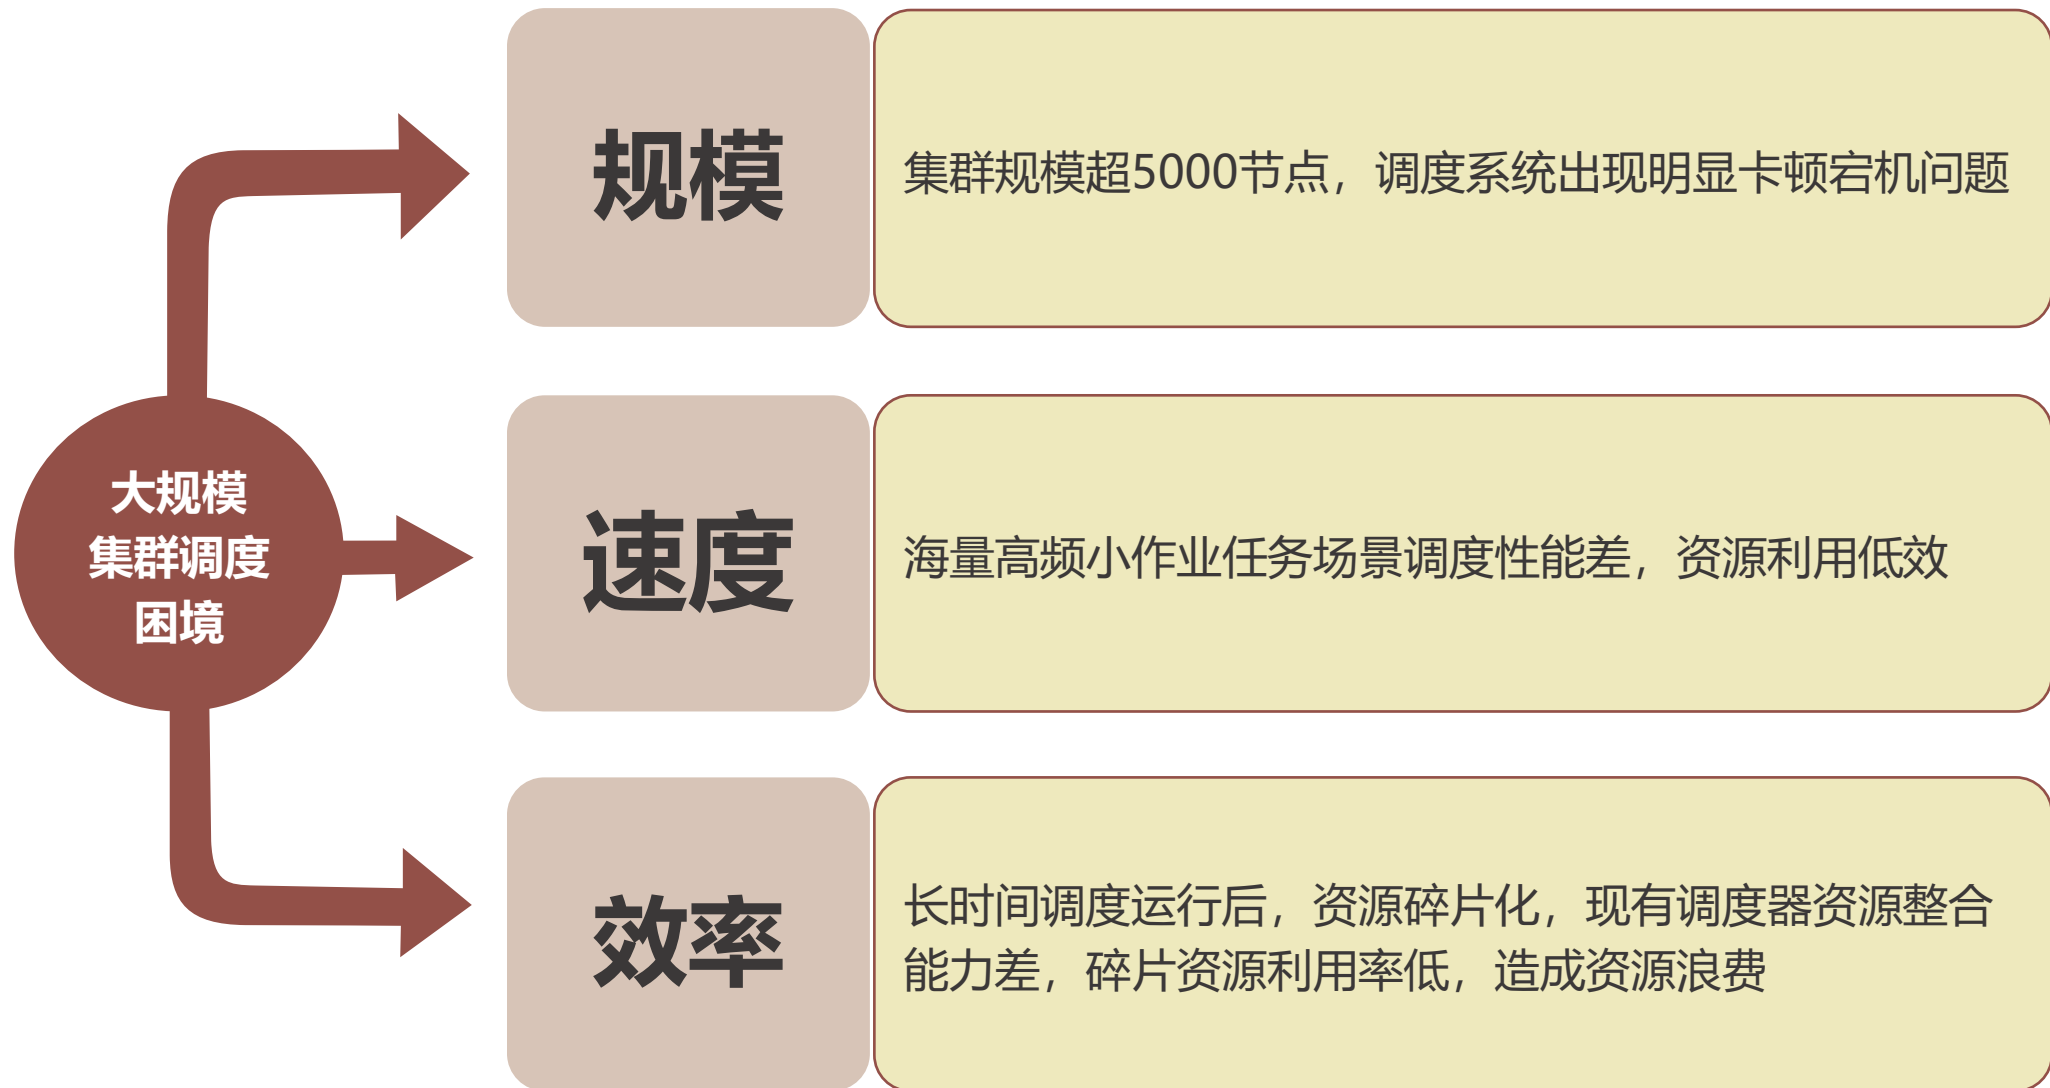 大规模
集群调度
困境
规模
集群规模超5000节点，调度系统出现明显卡顿宕机问题
速度
海量高频小作业任务场景调度性能差，资源利用低效
效率
长时间调度运行后，资源碎片化，现有调度器资源整合
能力差，碎片资源利用率低，造成资源浪费